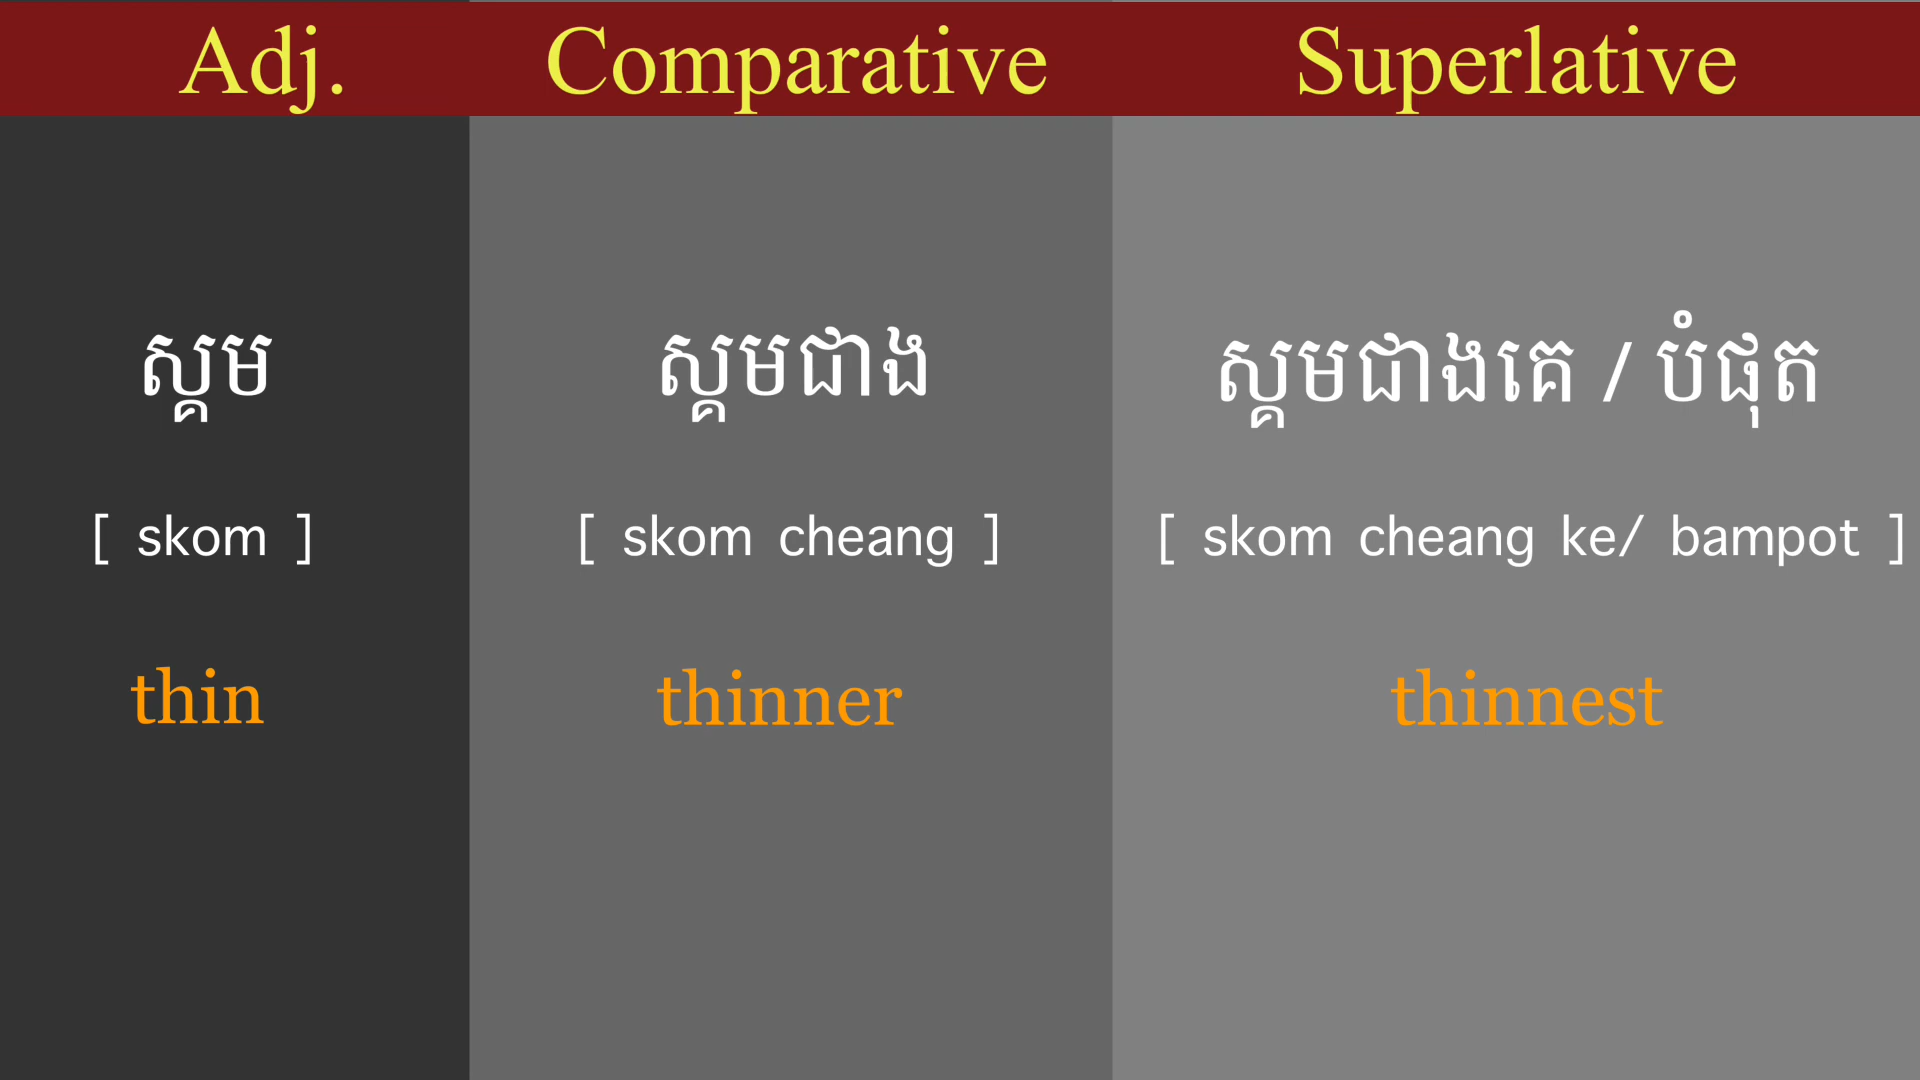 Adj. Comparative Superlative
ស្គម ស្គមជាង ស្គមជាងគេ / បំផុត
[ skom ] [ skom cheang ] [ skom cheang ke/ bampot ]
thin thinner thinnest